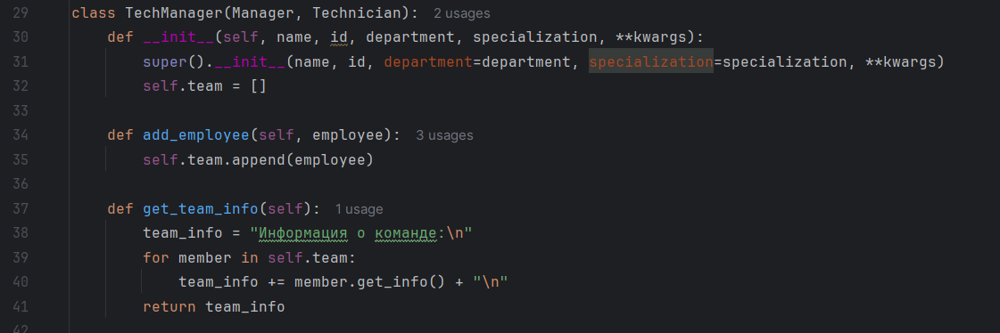 29 class TechManager(Manager, Technician): 2 usages
30     def __init__(self, name, id, department, specialization, **kwargs):
31         super().__init__(name, id, department=department, specialization=specialization, **kwargs)
32         self.team = []
33
34     def add_employee(self, employee): 3 usages
35         self.team.append(employee)
36
37     def get_team_info(self): 1 usage
38         team_info = "Информация о команде:\n"
39         for member in self.team:
40             team_info += member.get_info() + "\n"
41         return team_info
42